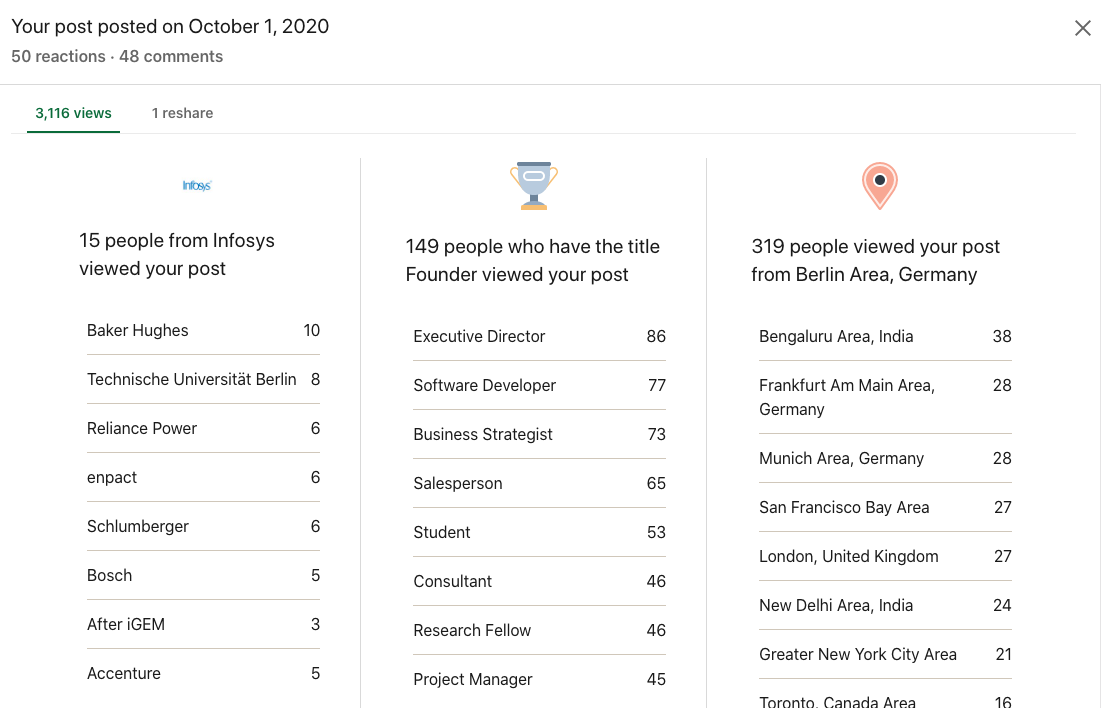 Your post posted on October 1, 2020
50 reactions · 48 comments
3,116 views
1 reshare
Infosys
15 people from Infosys
viewed your post
Baker Hughes 10
Technische Universität Berlin 8
Reliance Power 6
enpact 6
Schlumberger 6
Bosch 5
After iGEM 3
Accenture 5
149 people who have the title
Founder viewed your post
Executive Director 86
Software Developer 77
Business Strategist 73
Salesperson 65
Student 53
Consultant 46
Research Fellow 46
Project Manager 45
319 people viewed your post
from Berlin Area, Germany
Bengaluru Area, India 38
Frankfurt Am Main Area, 28
Germany
Munich Area, Germany 28
San Francisco Bay Area 27
London, United Kingdom 27
New Delhi Area, India 24
Greater New York City Area 21
Toronto, Canada Area 16